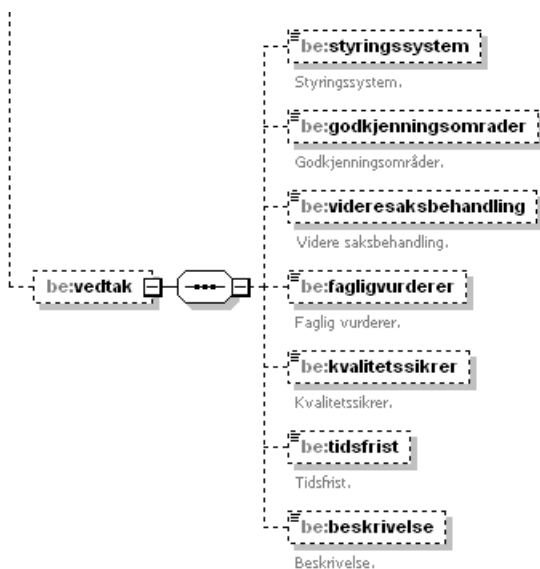 be:styringssystem
Styringssystem.
be:godkjenningsomrader
Godkjenningsområder.
be:videresaksbehandling
Videre saksbehandling.
be:vedtak
be:fagligvurderer
Faglig vurderer.
be:kvalitetssikrer
Kvalitetssikrer.
be:tidsfrist
Tidsfrist.
be:beskrivelse
Beskrivelse.